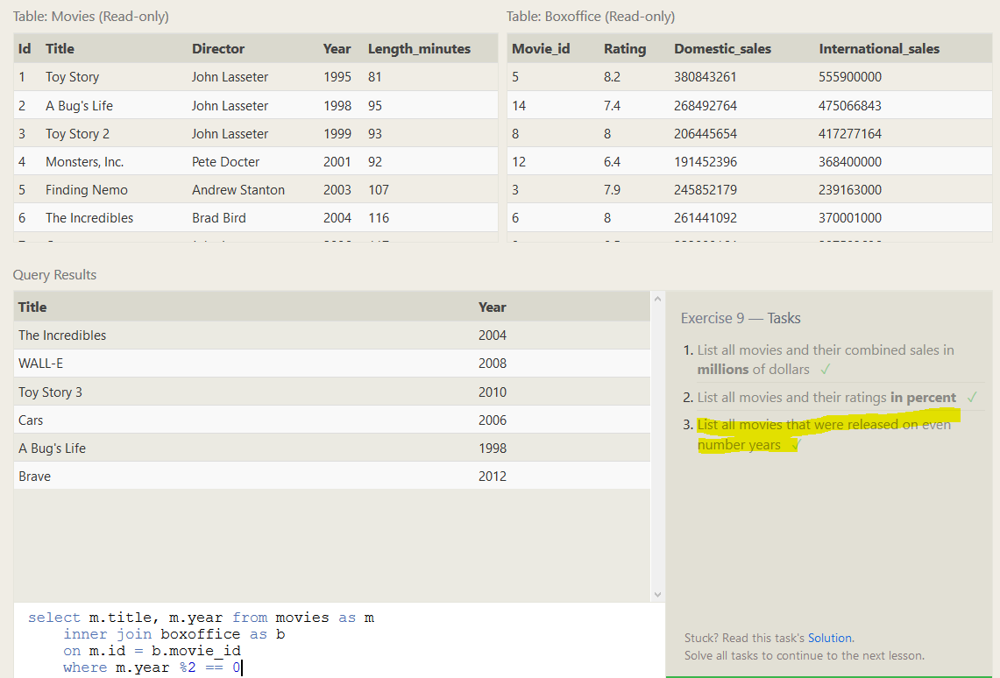 Table: Movies (Read-only)
Table: Boxoffice (Read-only)
Id Title Director Year Length_minutes
1 Toy Story John Lasseter 1995 81
2 A Bug's Life John Lasseter 1998 95
3 Toy Story 2 John Lasseter 1999 93
4 Monsters, Inc. Pete Docter 2001 92
5 Finding Nemo Andrew Stanton 2003 107
6 The Incredibles Brad Bird 2004 116
Movie_id Rating Domestic_sales International_sales
5 8.2 380843261 555900000
14 7.4 268492764 475066843
8 8 206445654 417277164
12 6.4 191452396 368400000
3 7.9 245852179 239163000
6 8 261441092 370001000
Query Results
Title Year
The Incredibles 2004
WALL-E 2008
Toy Story 3 2010
Cars 2006
A Bug's Life 1998
Brave 2012
Exercise 9 — Tasks
1. List all movies and their combined sales in
millions of dollars ✓
2. List all movies and their ratings in percent ✓
3. List all movies that were released on even
number years ✓
Stuck? Read this task's Solution.
Solve all tasks to continue to the next lesson.
select m.title, m.year from movies as m
inner join boxoffice as b
on m.id = b.movie_id
where m.year %2 == 0